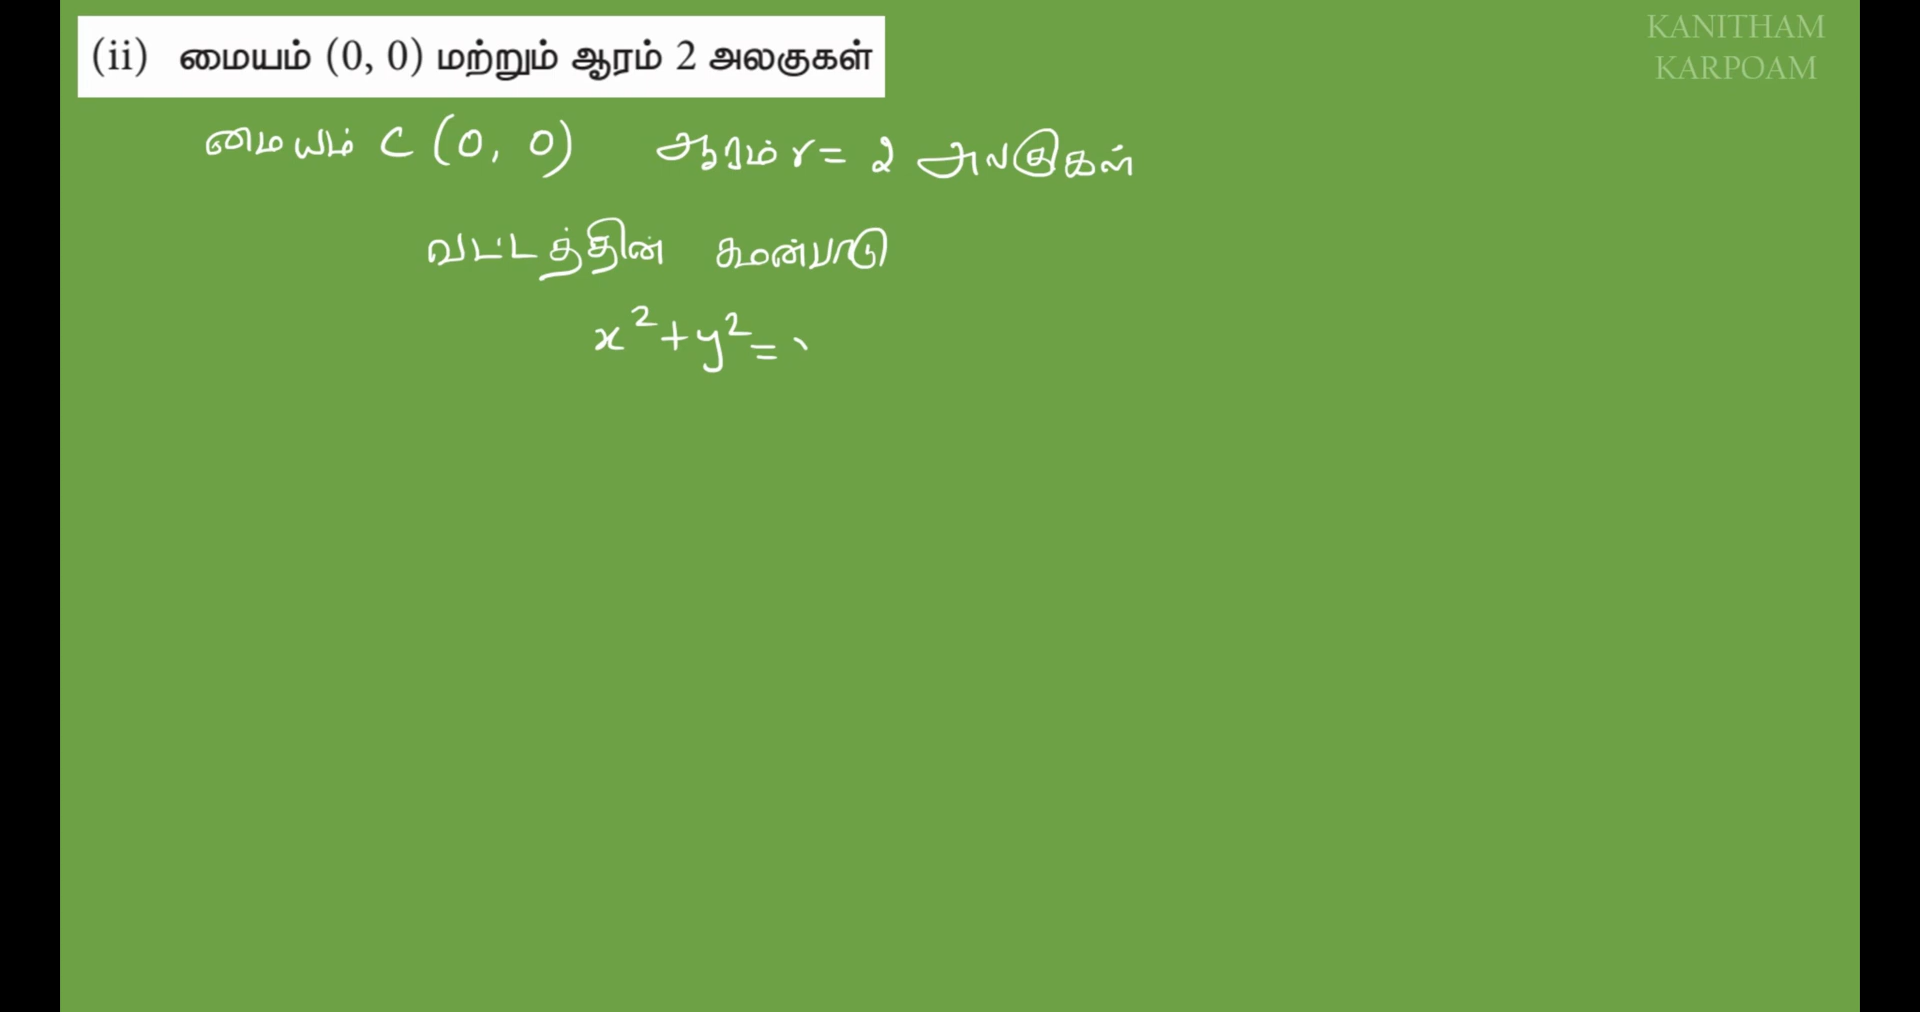 (ii) மையம் (0, 0) மற்றும் ஆரம் 2 அலகுகள்
KANITHAM
KARPOAM
மையம் C (0, 0) ஆரம் r = 2 அலகுகள்
வட்டத்தின் சமன்பாடு
x² + y² =